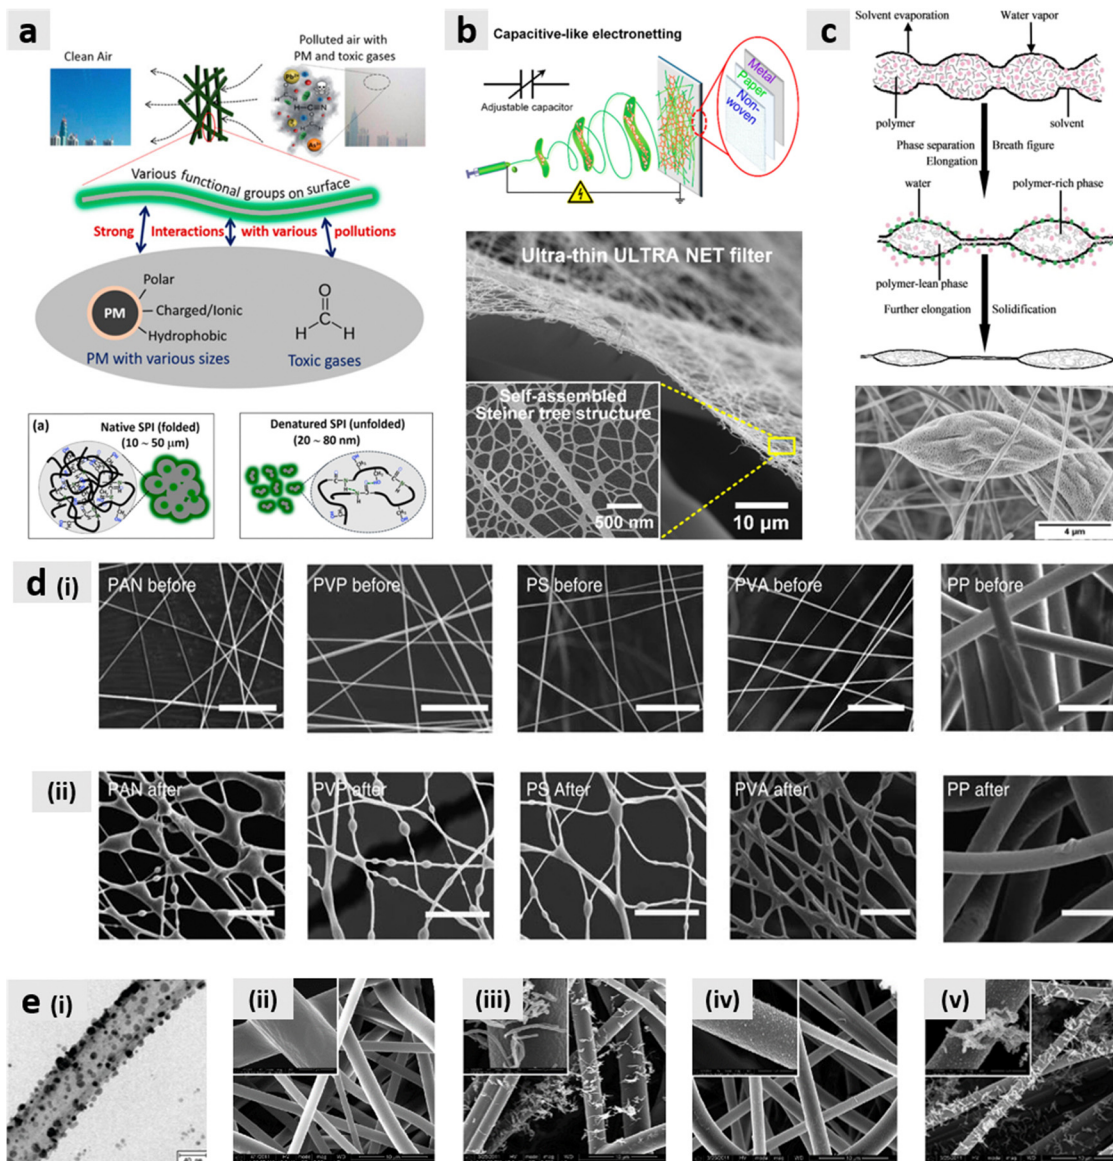 a
Clean Air
Polluted air with
PM and toxic gases
Various functional groups on surface
Strong Interactions with various pollutions
Polar
PM
Charged/Ionic
Hydrophobic
PM with various sizes
O
C
H H
Toxic gases
(a)
Native SPI (folded)
(10 ~ 50 μm)
Denatured SPI (unfolded)
(20 ~ 80 nm)
b
Capacitive-like electronetting
Adjustable capacitor
Metal
Paper
Non-
woven
Ultra-thin ULTRA NET filter
Self-assembled
Steiner tree structure
500 nm
10 μm
c
Solvent evaporation
Water vapor
polymer
solvent
Phase separation
Breath figure
Elongation
water
polymer-rich phase
polymer-lean phase
Further elongation
Solidification
4 μm
d (i)
PAN before
PVP before
PS before
PVA before
PP before
(ii)
PAN after
PVP after
PS After
PVA after
PP after
e (i)
(ii)
(iii)
(iv)
(v)